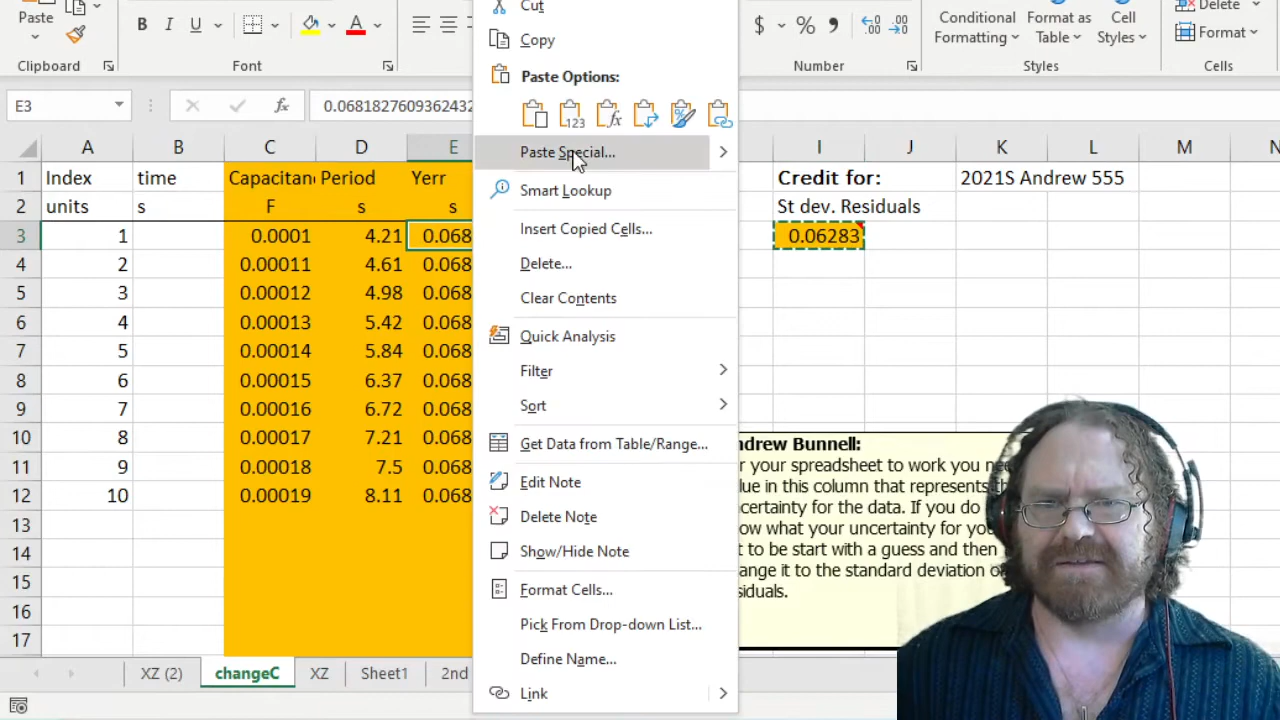 Paste
B I U A
Clipboard
Font
$ % ,
.00
.00
Conditional Formatting
Format as Table
Cell Styles
Delete
Format
Number
Styles
Cells
E3
fx
0.0681827609362432
Cut
Copy
Paste Options:
123
fx
Paste Special...
Smart Lookup
Insert Copied Cells...
Delete...
Clear Contents
Quick Analysis
Filter
Sort
Get Data from Table/Range...
Edit Note
Delete Note
Show/Hide Note
Format Cells...
Pick From Drop-down List...
Define Name...
Link
A B C D E I J K L M N
1 Index time Capacitan Period Yerr Credit for: 2021S Andrew 555
2 units s F s s St dev. Residuals
3 1 0.0001 4.21 0.068 0.06283
4 2 0.00011 4.61 0.068
5 3 0.00012 4.98 0.068
6 4 0.00013 5.42 0.068
7 5 0.00014 5.84 0.068
8 6 0.00015 6.37 0.068
9 7 0.00016 6.72 0.068
10 8 0.00017 7.21 0.068
11 9 0.00018 7.5 0.068
12 10 0.00019 8.11 0.068
13
14
15
16
17
ndrew Bunnell:
r your spreadsheet to work you ne
lue in this column that represents th
certainty for the data. If you do
ow what your uncertainty for yo
t to be start with a guess and then
ange it to the standard deviation o
siduals.
XZ (2) changeC XZ Sheet1 2nd